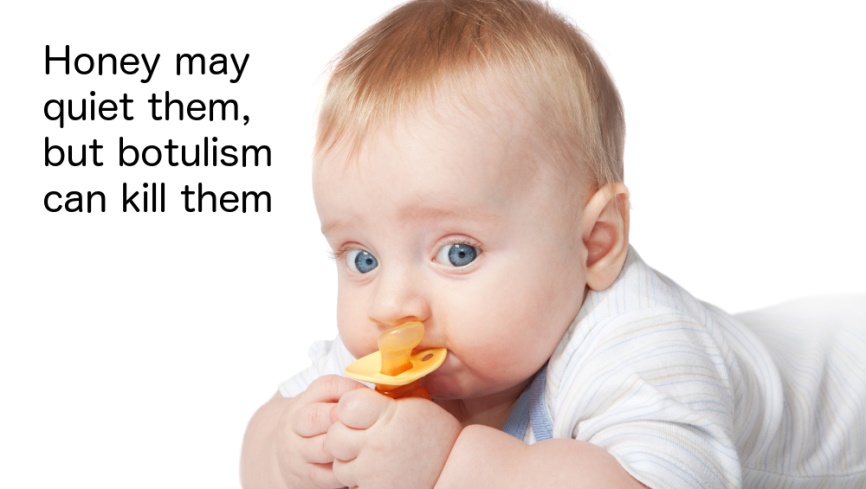 Honey may
quiet them,
but botulism
can kill them